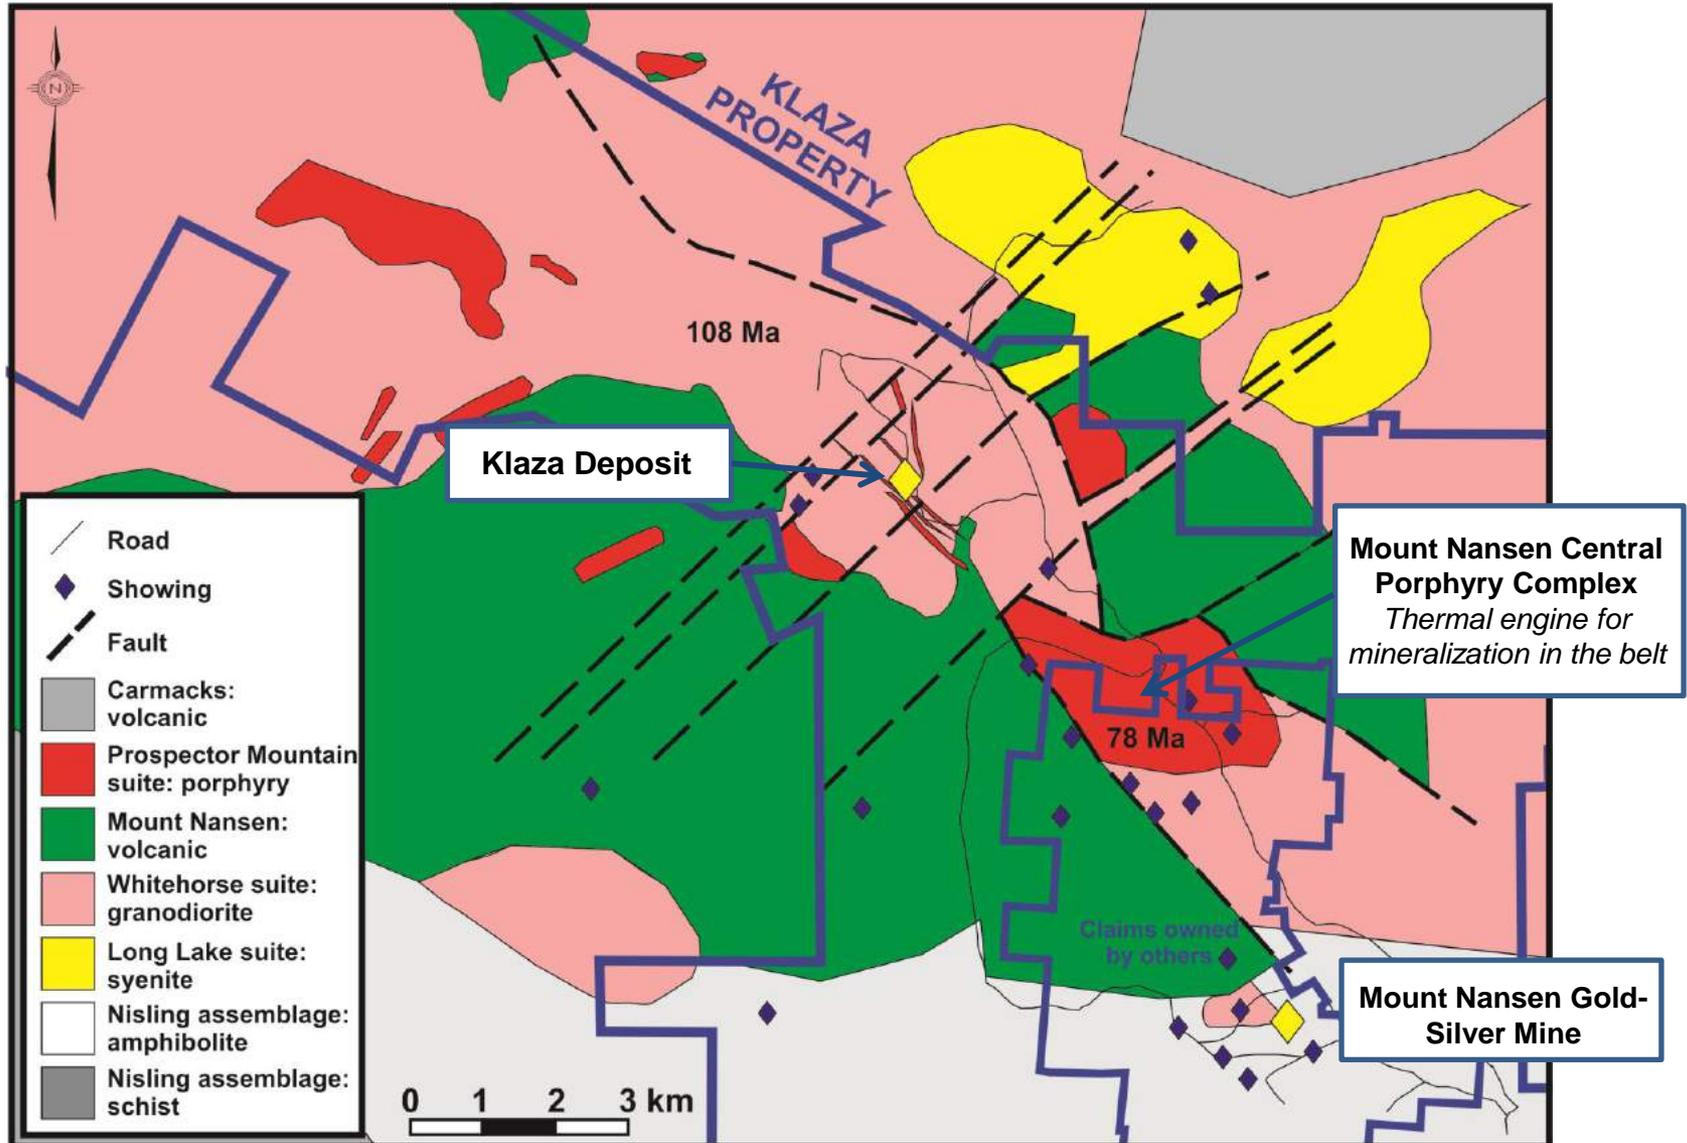 N
KLAZA
PROPERTY
108 Ma
Klaza Deposit
Mount Nansen Central
Porphyry Complex
Thermal engine for
mineralization in the belt
78 Ma
Claims owned
by others
Mount Nansen Gold-
Silver Mine
Road
Showing
Fault
Carmacks:
volcanic
Prospector Mountain
suite: porphyry
Mount Nansen:
volcanic
Whitehorse suite:
granodiorite
Long Lake suite:
syenite
Nisling assemblage:
amphibolite
Nisling assemblage:
schist
0 1 2 3 km